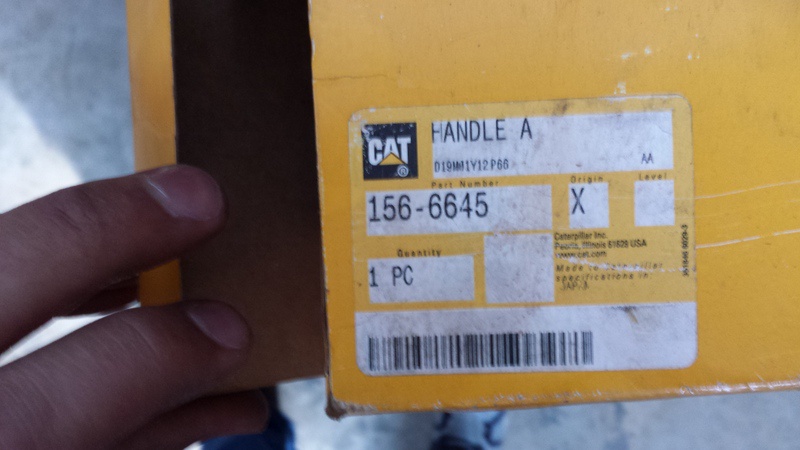 CAT
®
HANDLE A
D19M01Y12P66 AA
Part Number Origin Level
156-6645 X
Quantity
1 PC
Caterpillar Inc.
Peoria, Illinois 61629 USA
www.cat.com
Made to Caterpillar
specifications in: